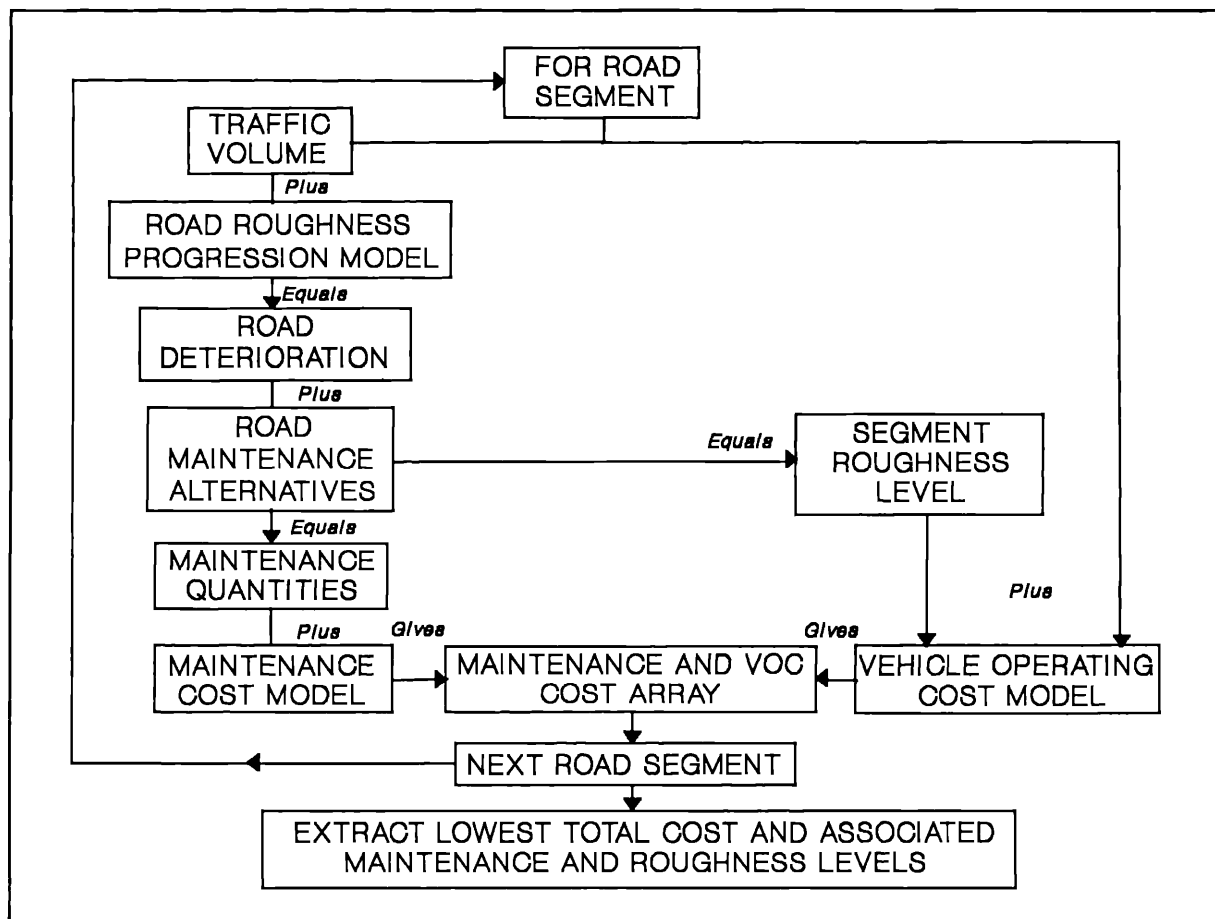 FOR ROAD
SEGMENT
TRAFFIC
VOLUME
Plus
ROAD ROUGHNESS
PROGRESSION MODEL
Equals
ROAD
DETERIORATION
Plus
ROAD
MAINTENANCE
ALTERNATIVES
Equals
SEGMENT
ROUGHNESS
LEVEL
Equals
MAINTENANCE
QUANTITIES
Plus
Plus
Gives
Gives
MAINTENANCE
COST MODEL
MAINTENANCE AND VOC
COST ARRAY
VEHICLE OPERATING
COST MODEL
NEXT ROAD SEGMENT
EXTRACT LOWEST TOTAL COST AND ASSOCIATED
MAINTENANCE AND ROUGHNESS LEVELS